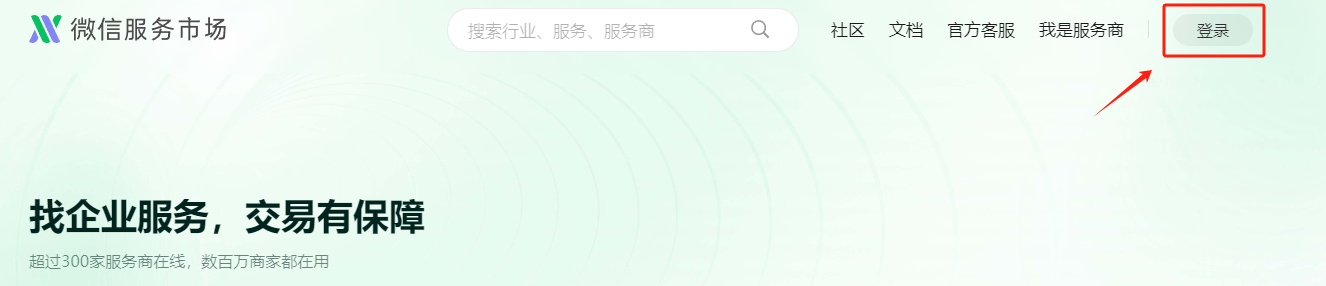 微信服务市场
搜索行业、服务、服务商
社区 文档 官方客服 我是服务商 登录
找企业服务，交易有保障
超过300家服务商在线，数百万商家都在用